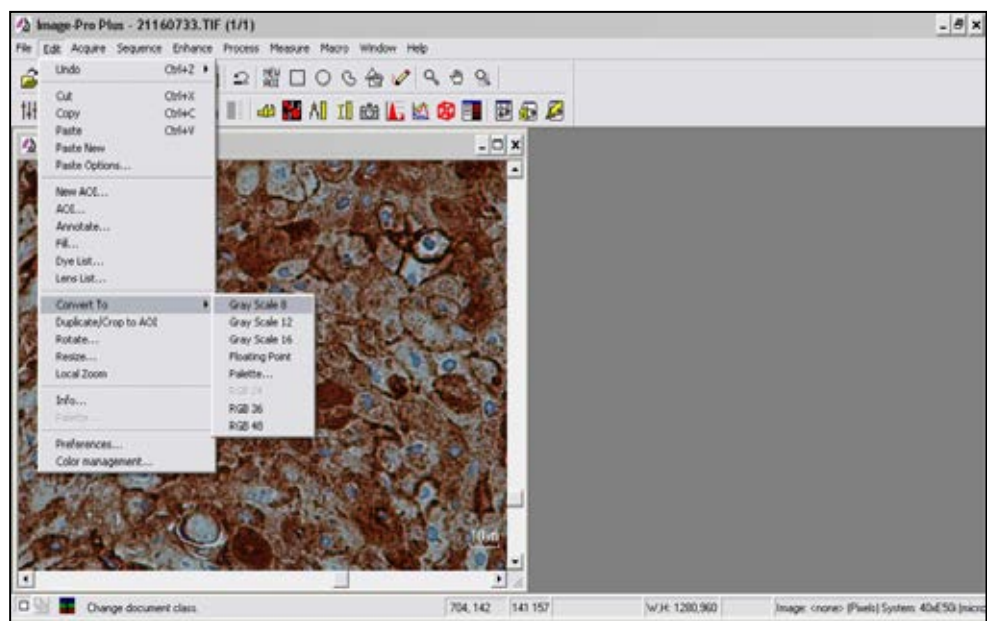 Image-Pro Plus - 21160733.TIF (1/1)
File Edit Acquire Sequence Enhance Process Measure Macro Window Help
Undo Ctrl+Z
Cut Ctrl+X
Copy Ctrl+C
Paste Ctrl+V
Paste New
Paste Options...
New AOI...
AOI...
Annotate...
Fill...
Dye List...
Lens List...
Convert To
Gray Scale 8
Duplicate/Crop to AOI
Gray Scale 12
Rotate...
Gray Scale 16
Resize...
Floating Point
Local Zoom
Palette...
RGB 24
Info...
RGB 36
Palette...
RGB 48
Preferences...
Color management...
Change document class.
704, 142
141 157
W,H: 1280,960
Image: <none> (Pixels) System: 40xE50i